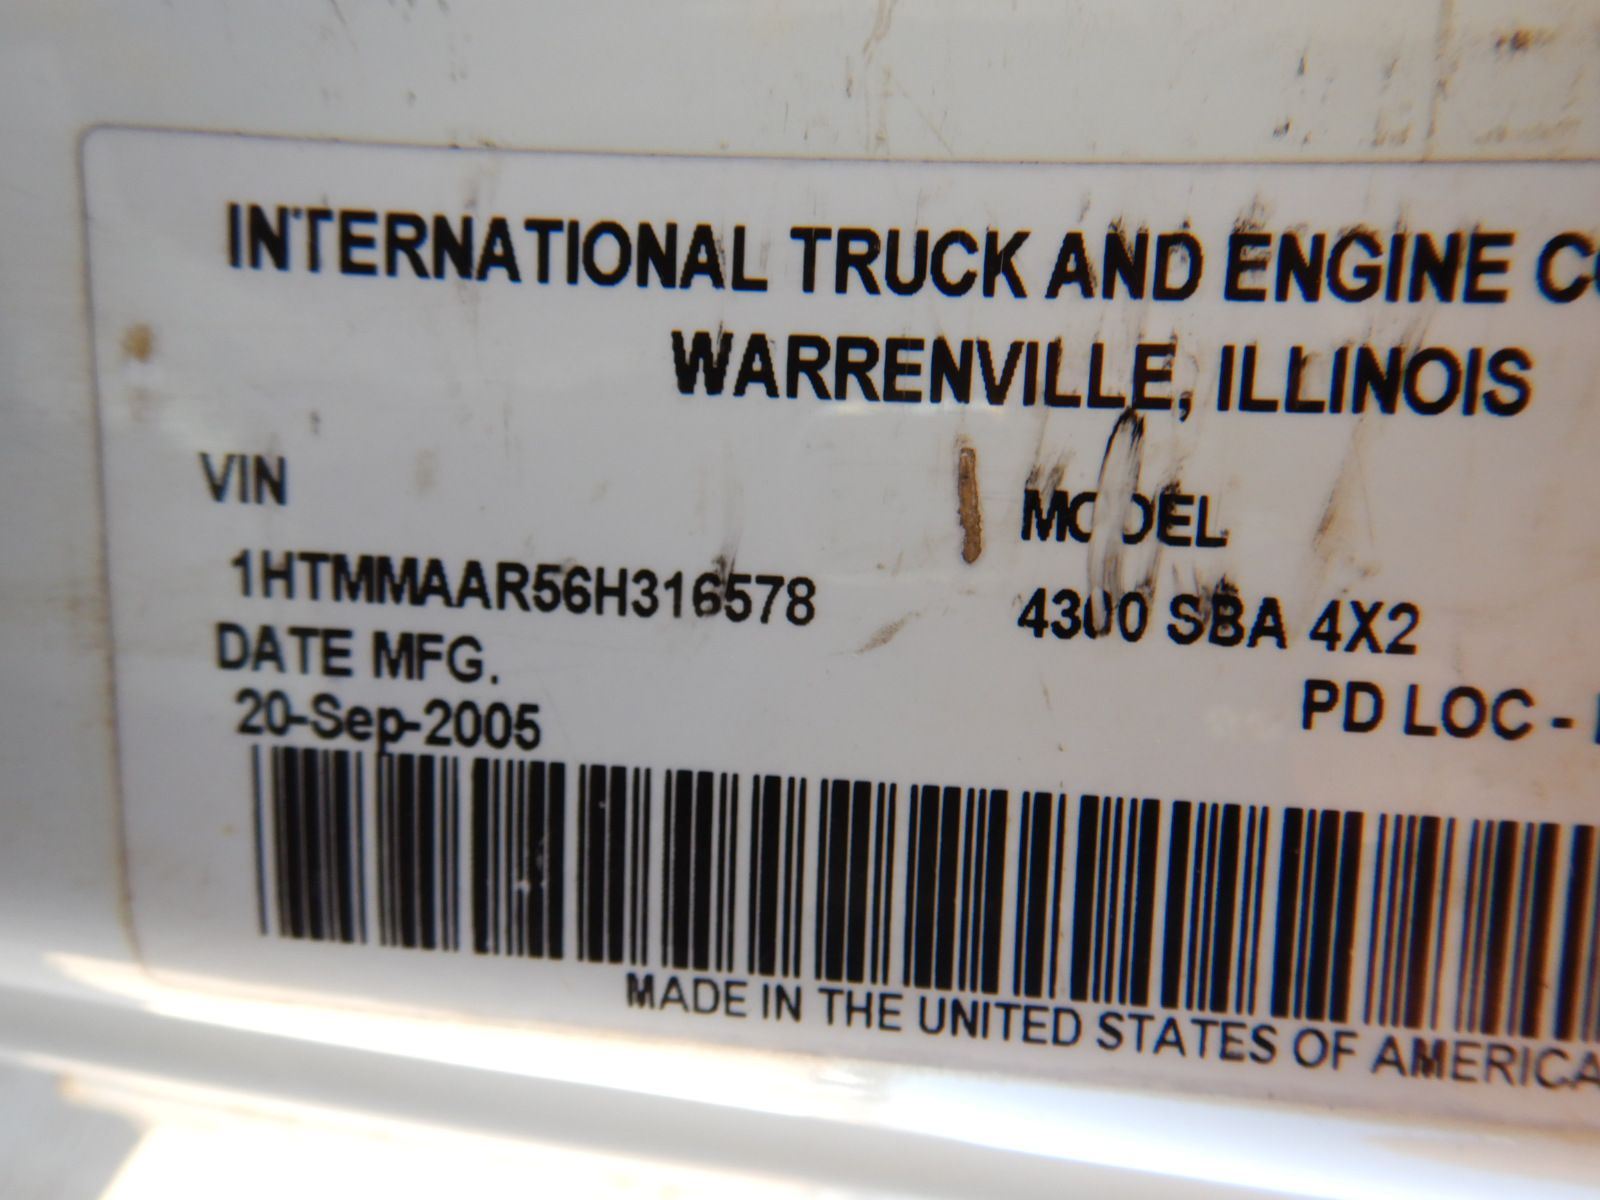 INTERNATIONAL TRUCK AND ENGINE
WARRENVILLE, ILLINOIS
VIN MODEL
1HTMMAAR56H316578 4300 SBA 4X2
DATE MFG.
20-Sep-2005 PD LOC -
MADE IN THE UNITED STATES OF AMERICA